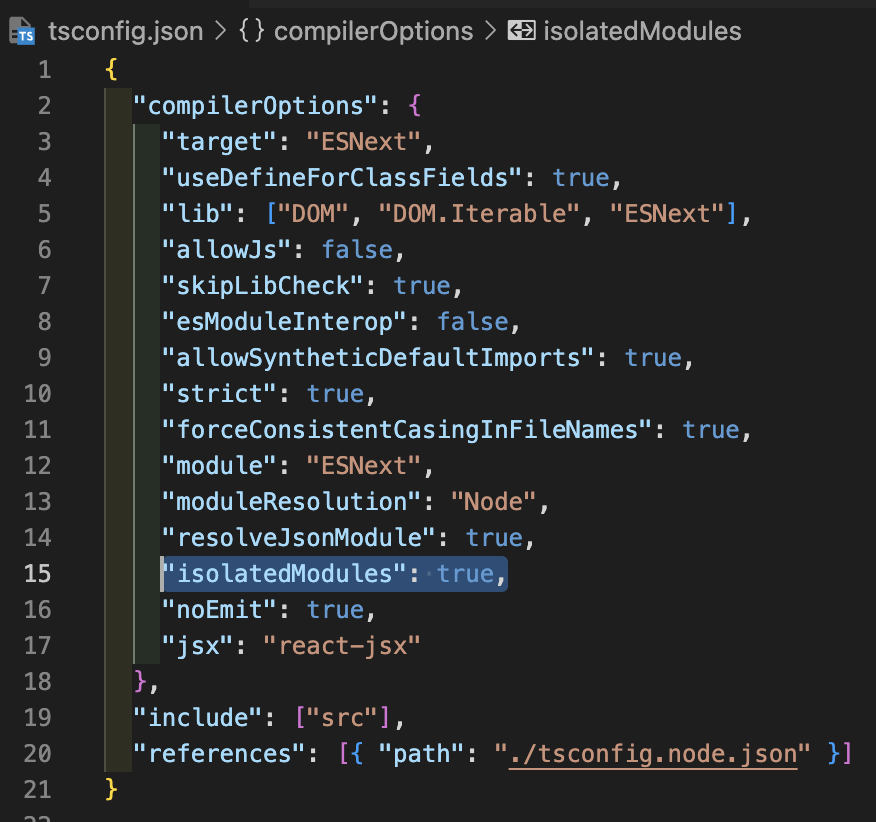 TS tsconfig.json > {} compilerOptions > isolatedModules
1 {
2 "compilerOptions": {
3 "target": "ESNext",
4 "useDefineForClassFields": true,
5 "lib": ["DOM", "DOM.Iterable", "ESNext"],
6 "allowJs": false,
7 "skipLibCheck": true,
8 "esModuleInterop": false,
9 "allowSyntheticDefaultImports": true,
10 "strict": true,
11 "forceConsistentCasingInFileNames": true,
12 "module": "ESNext",
13 "moduleResolution": "Node",
14 "resolveJsonModule": true,
15 "isolatedModules": true,
16 "noEmit": true,
17 "jsx": "react-jsx"
18 },
19 "include": ["src"],
20 "references": [{ "path": "./tsconfig.node.json" }]
21 }